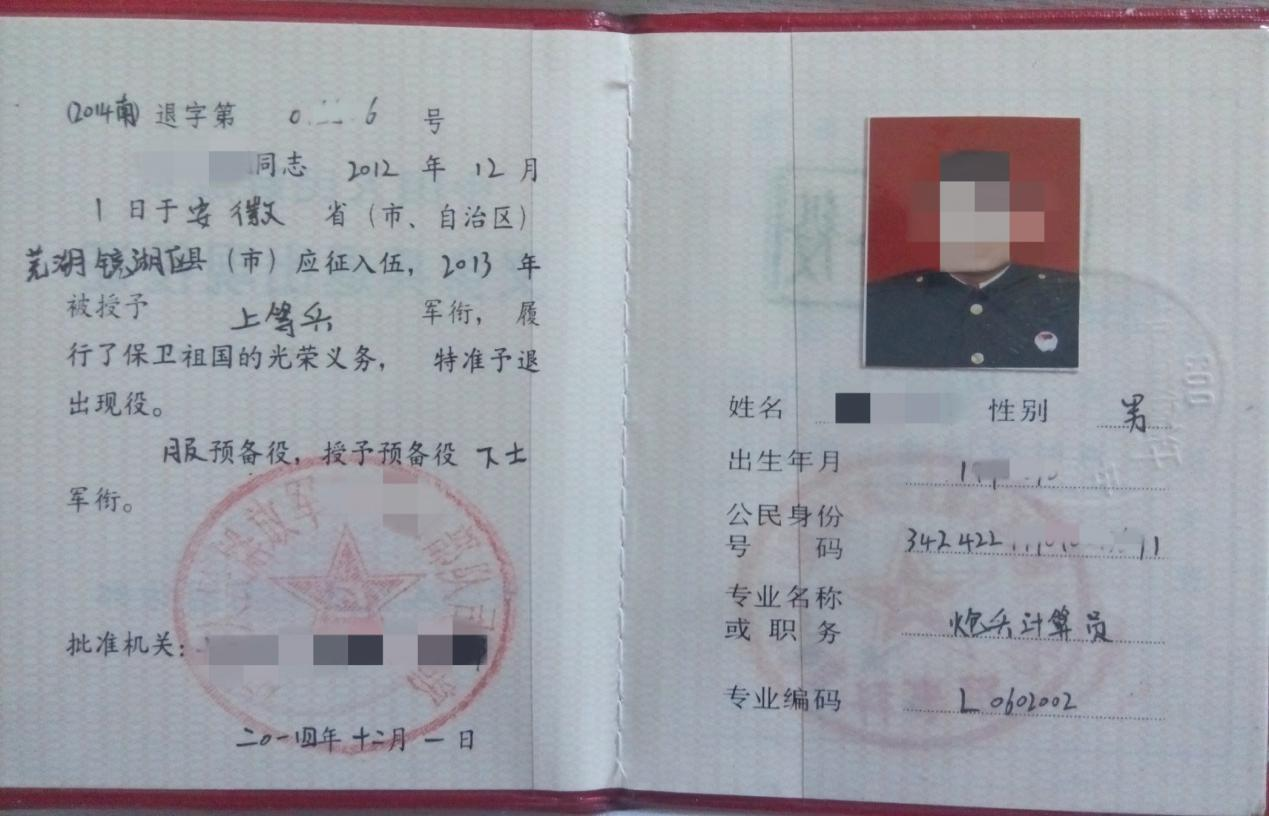 (2014南) 退字第 0 6 号
同志 2012 年 12 月
1 日于安徽 省（市、自治区）
芜湖镜湖区县（市）应征入伍，2013 年
被授予 上等兵 军衔，履
行了保卫祖国的光荣义务， 特准予退
出现役。
服预备役，授予预备役 下士
军衔。
批准机关：
二〇一四年 十二月 一 日
姓名 性别 男
出生年月
公民身份
号 码 342422 11
专业名称
或 职 务 炮兵计算员
专业编码 L 0602002